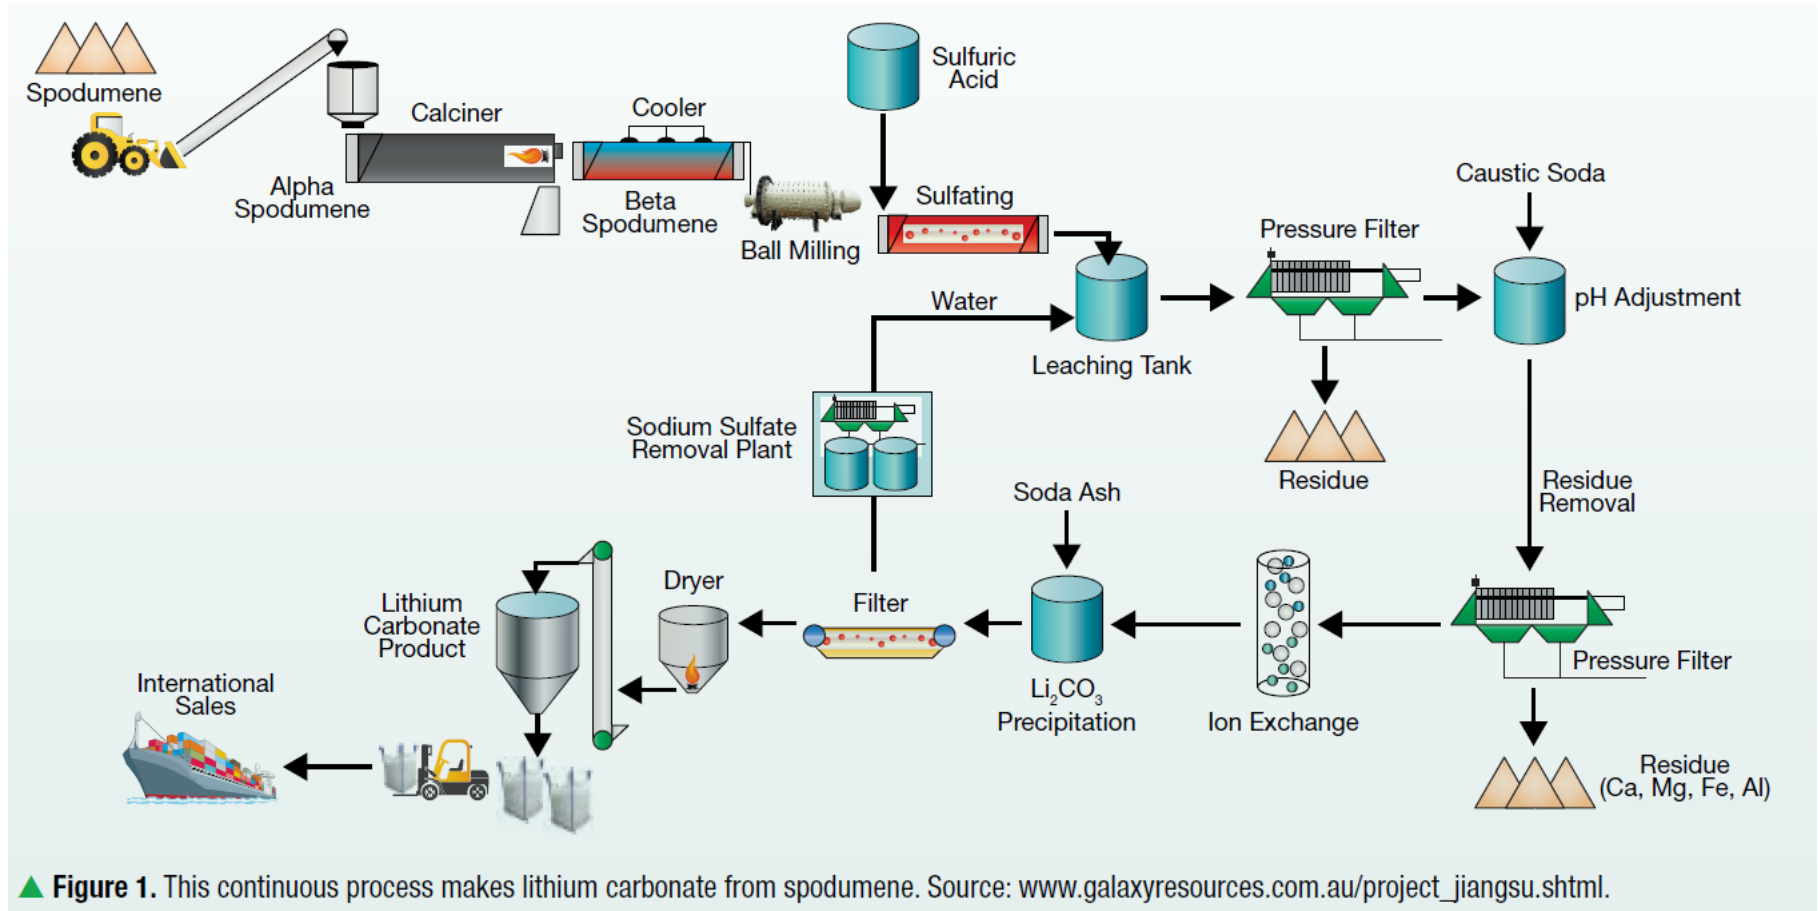 Spodumene
Calciner
Cooler
Sulfuric
Acid
Alpha
Spodumene
Beta
Spodumene
Ball Milling
Sulfating
Caustic Soda
Pressure Filter
pH Adjustment
Water
Leaching Tank
Sodium Sulfate
Removal Plant
Residue
Residue
Removal
Soda Ash
Dryer
Filter
Lithium
Carbonate
Product
Li2CO3
Precipitation
Ion Exchange
Pressure Filter
International
Sales
Residue
(Ca, Mg, Fe, Al)
▲ Figure 1. This continuous process makes lithium carbonate from spodumene. Source: www.galaxyresources.com.au/project_jiangsu.shtml.